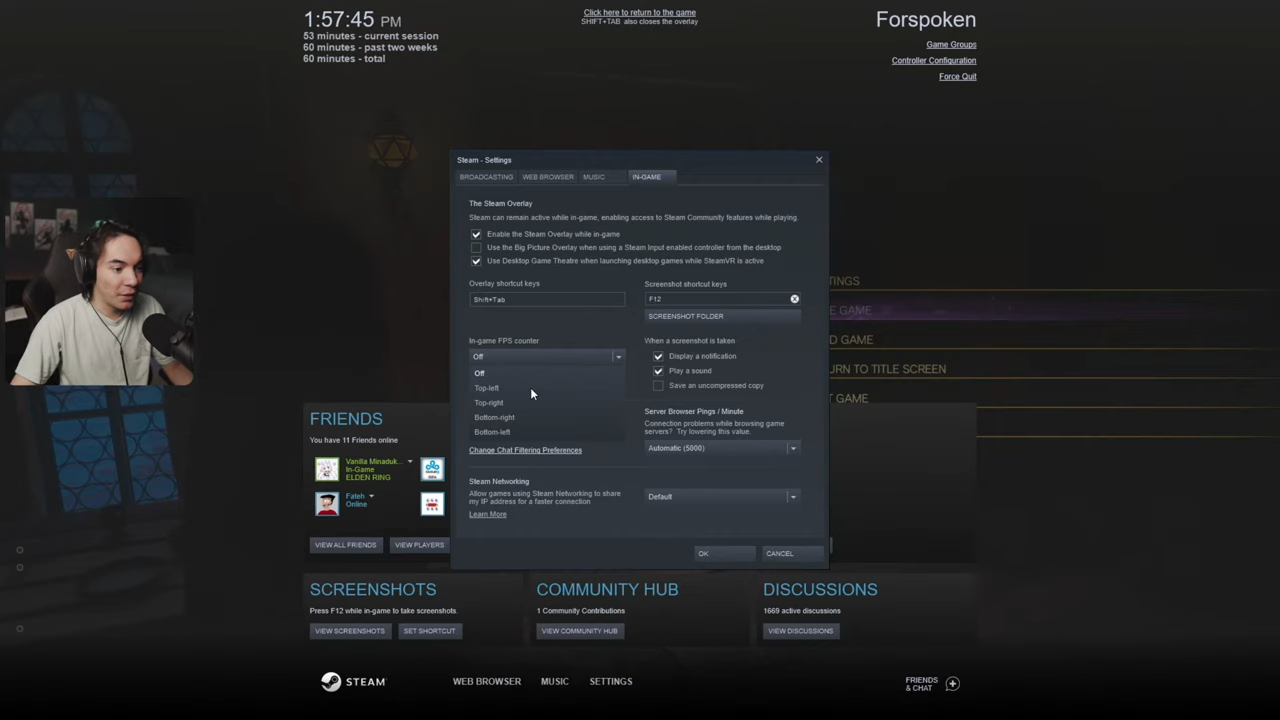 1:57:45 PM
53 minutes - current session
60 minutes - past two weeks
60 minutes - total
Click here to return to the game
SHIFT+TAB also closes the overlay
Forspoken
Game Groups
Controller Configuration
Force Quit
Steam - Settings
BROADCASTING WEB BROWSER MUSIC IN-GAME
The Steam Overlay
Steam can remain active while in-game, enabling access to Steam Community features while playing.
Enable the Steam Overlay while in-game
Use the Big Picture Overlay when using a Steam Input enabled controller from the desktop
Use Desktop Game Theatre when launching desktop games while SteamVR is active
Overlay shortcut keys
Shift+Tab
Screenshot shortcut keys
F12
SCREENSHOT FOLDER
In-game FPS counter
Off
Off
Top-left
Top-right
Bottom-right
Bottom-left
Change Chat Filtering Preferences
When a screenshot is taken
Display a notification
Play a sound
Save an uncompressed copy
Server Browser Pings / Minute
Connection problems while browsing game
servers? Try lowering this value.
Automatic (5000)
Steam Networking
Allow games using Steam Networking to share
my IP address for a faster connection
Learn More
Default
OK
CANCEL
TINGS
E GAME
D GAME
URN TO TITLE SCREEN
T GAME
FRIENDS
You have 11 Friends online
Vanilla Minaduk...
In-Game
ELDEN RING
Fateh
Online
VIEW ALL FRIENDS
VIEW PLAYERS
SCREENSHOTS
Press F12 while in-game to take screenshots.
VIEW SCREENSHOTS
SET SHORTCUT
COMMUNITY HUB
1 Community Contributions
VIEW COMMUNITY HUB
DISCUSSIONS
1669 active discussions
VIEW DISCUSSIONS
STEAM
WEB BROWSER MUSIC SETTINGS
FRIENDS
& CHAT